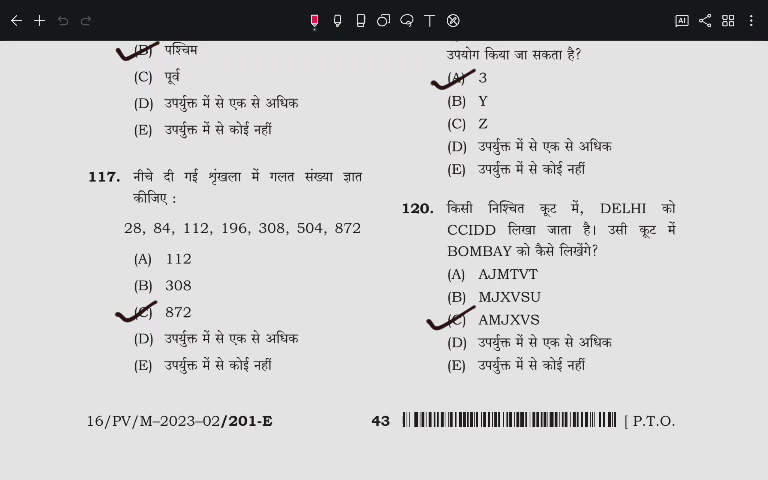 AI
(B) पश्चिम
(C) पूर्व
(D) उपर्युक्त में से एक से अधिक
(E) उपर्युक्त में से कोई नहीं
117. नीचे दी गई शृंखला में गलत संख्या ज्ञात
कीजिए :
28, 84, 112, 196, 308, 504, 872
(A) 112
(B) 308
(C) 872
(D) उपर्युक्त में से एक से अधिक
(E) उपर्युक्त में से कोई नहीं
उपयोग किया जा सकता है?
(A) 3
(B) Y
(C) Z
(D) उपर्युक्त में से एक से अधिक
(E) उपर्युक्त में से कोई नहीं
120. किसी निश्चित कूट में, DELHI को
CCIDD लिखा जाता है। उसी कूट में
BOMBAY को कैसे लिखेंगे?
(A) AJMTVT
(B) MJXVSU
(C) AMJXVS
(D) उपर्युक्त में से एक से अधिक
(E) उपर्युक्त में से कोई नहीं
16/PV/M–2023–02/201-E
43
[ P.T.O.